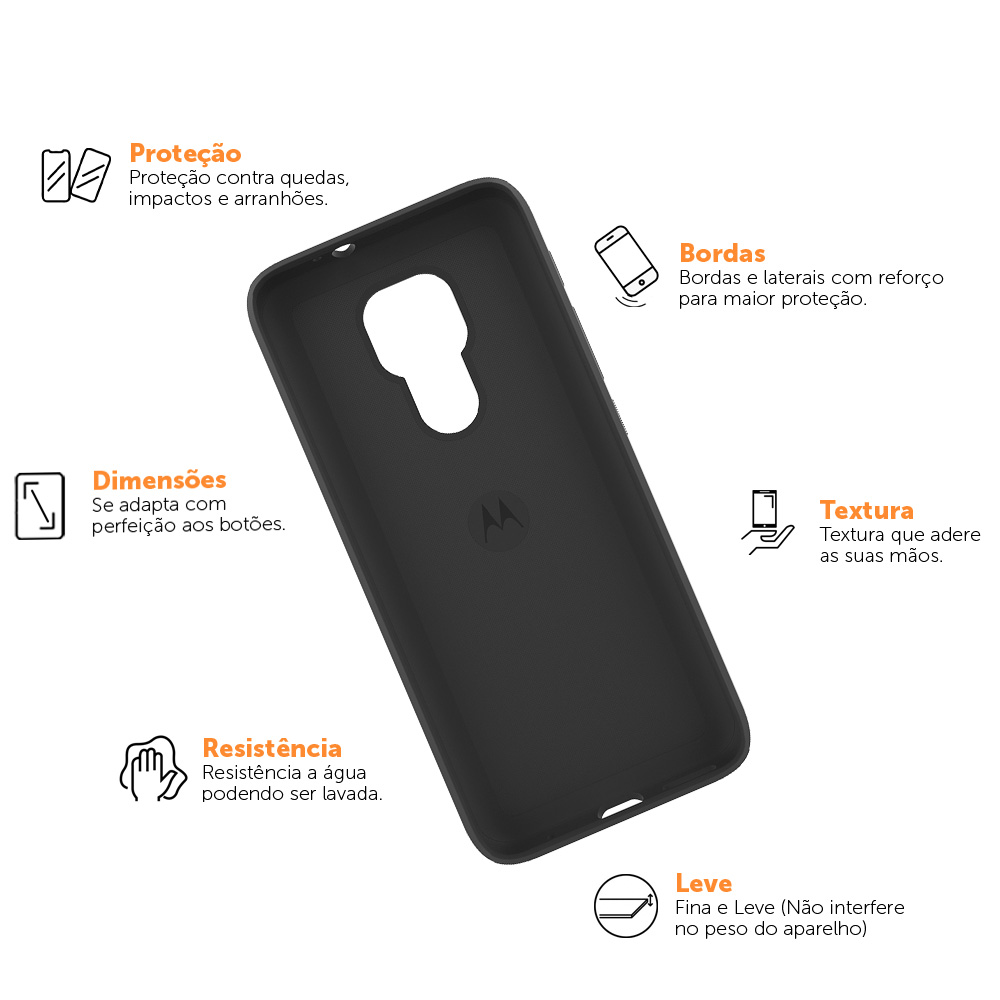 Proteção
Proteção contra quedas,
impactos e arranhões.
Bordas
Bordas e laterais com reforço
para maior proteção.
Dimensões
Se adapta com
perfeição aos botões.
Textura
Textura que adere
as suas mãos.
Resistência
Resistência a água
podendo ser lavada.
Leve
Fina e Leve (Não interfere
no peso do aparelho)